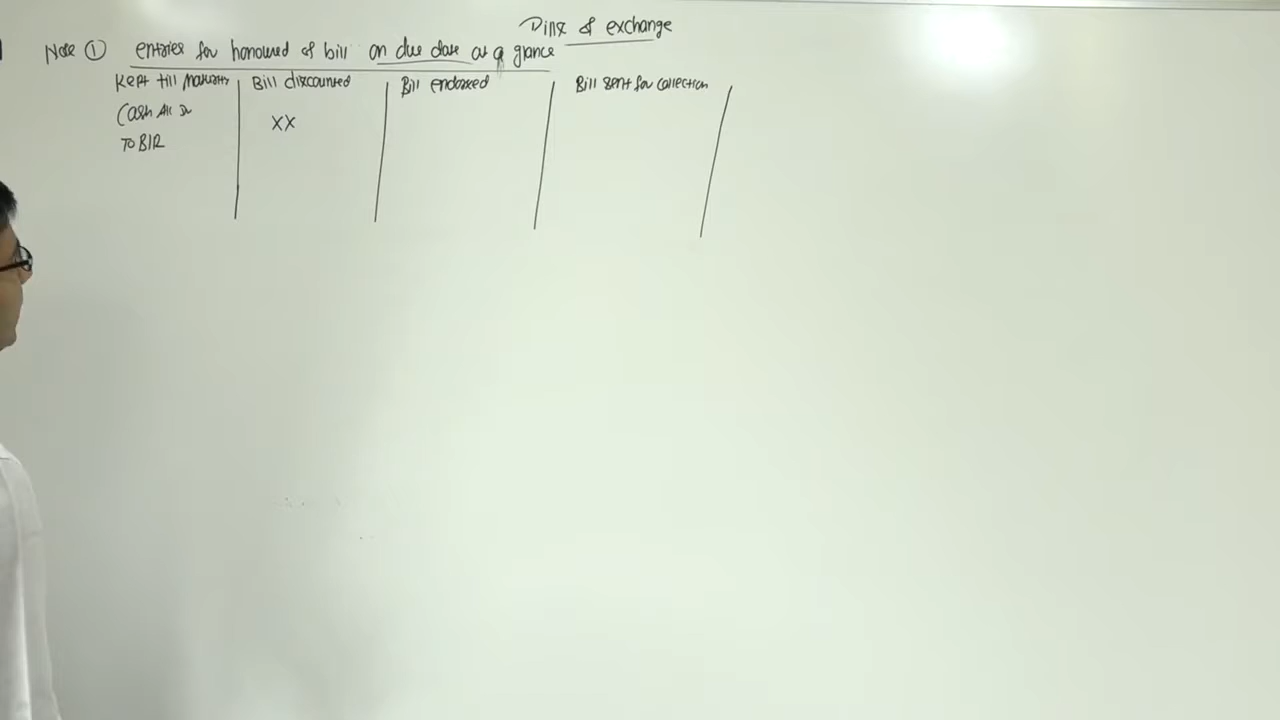 Bills of exchange
Note ① entries for honoured of bill on due date at a glance
Kept till maturity Bill discounted Bill endorsed Bill sent for collection
Cash A/c Dr XX
To B/R